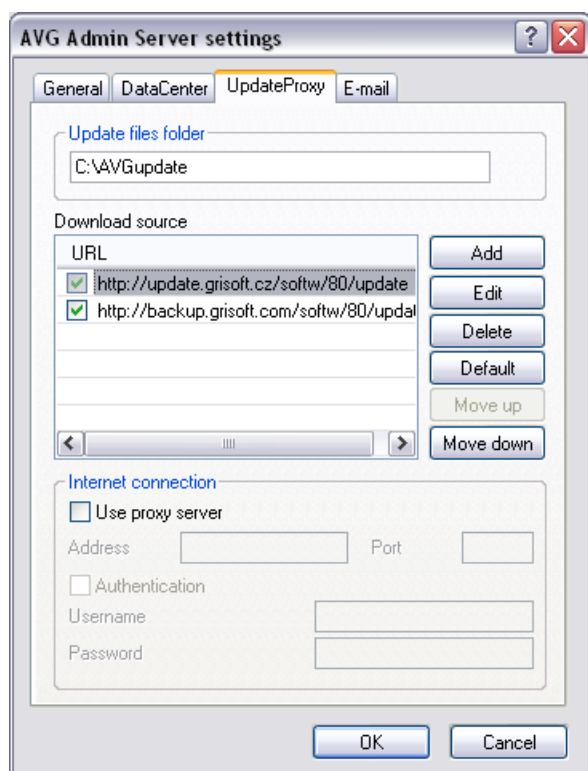 AVG Admin Server settings
General DataCenter UpdateProxy E-mail
Update files folder
C:\AVGupdate
Download source
URL
http://update.grisoft.cz/softw/80/update
http://backup.grisoft.com/softw/80/updat
Add
Edit
Delete
Default
Move up
Move down
Internet connection
Use proxy server
Address Port
Authentication
Username
Password
OK Cancel